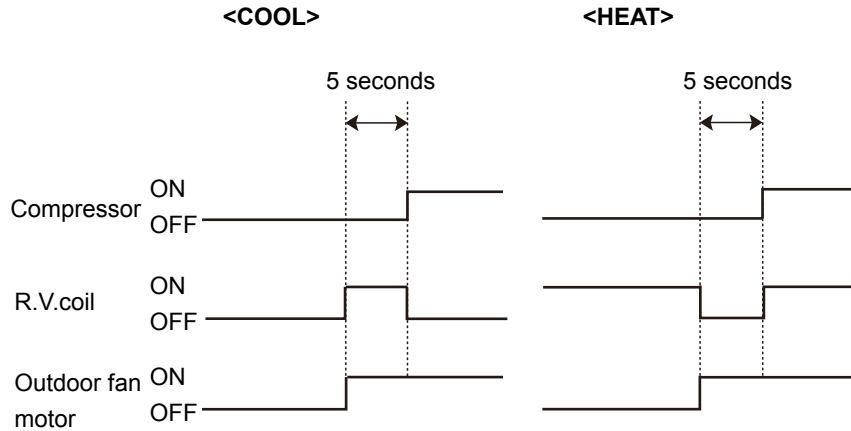 <COOL>
<HEAT>
5 seconds
5 seconds
Compressor
ON
OFF
R.V.coil
ON
OFF
Outdoor fan
motor
ON
OFF